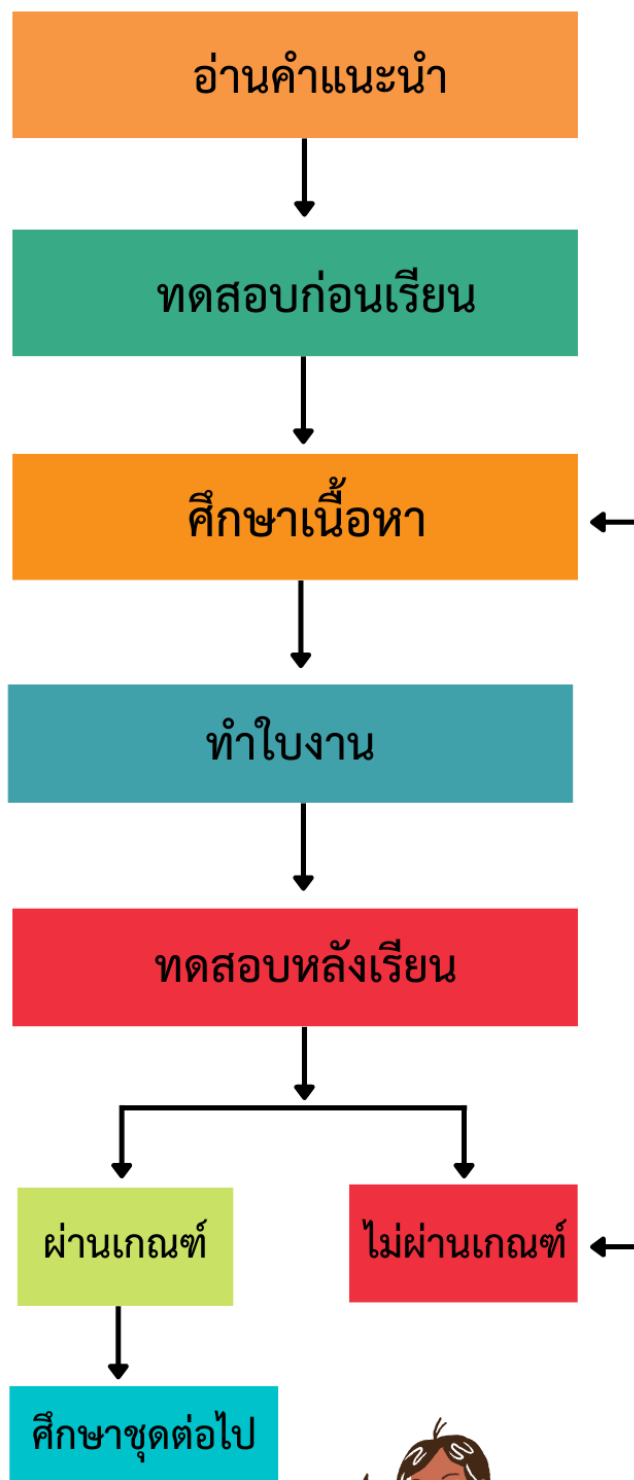 อ่านคำแนะนำ
ทดสอบก่อนเรียน
ศึกษาเนื้อหา
ทำใบงาน
ทดสอบหลังเรียน
ผ่านเกณฑ์
ไม่ผ่านเกณฑ์
ศึกษาชุดต่อไป